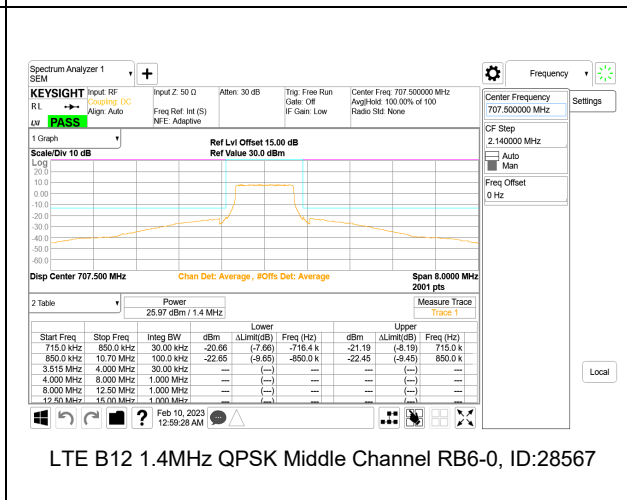 Spectrum Analyzer 1
SEM
+
Frequency
KEYSIGHT Input: RF Input Z: 50 Ω Atten: 30 dB Trig: Free Run Center Freq: 707.500000 MHz
RL Coupling: DC Gate: Off Avg|Hold: 100.00% of 100
Align: Auto Freq Ref: Int (S) IF Gain: Low Radio Std: None
LXI PASS NFE: Adaptive
Center Frequency
707.500000 MHz
Settings
CF Step
2.140000 MHz
Auto
Man
Freq Offset
0 Hz
1 Graph
Ref Lvl Offset 15.00 dB
Scale/Div 10 dB Ref Value 30.0 dBm
Log
20.0
10.0
0.00
-10.0
-20.0
-30.0
-40.0
-50.0
-60.0
Disp Center 707.500 MHz Chan Det: Average , #Offs Det: Average Span 8.0000 MHz
2001 pts
2 Table Power Measure Trace
25.97 dBm / 1.4 MHz Trace 1
Lower Upper
Start Freq Stop Freq Integ BW dBm ΔLimit(dB) Freq (Hz) dBm ΔLimit(dB) Freq (Hz)
715.0 kHz 850.0 kHz 30.00 kHz -20.66 (-7.66) -716.4 k -21.19 (-8.19) 715.0 k
850.0 kHz 10.70 MHz 100.0 kHz -22.65 (-9.65) -850.0 k -22.45 (-9.45) 850.0 k
3.515 MHz 4.000 MHz 30.00 kHz --- (---) --- (---)
4.000 MHz 8.000 MHz 1.000 MHz --- (---) --- (---)
8.000 MHz 12.50 MHz 1.000 MHz --- (---) --- (---)
12.50 MHz 15.00 MHz 1.000 MHz --- (---) --- (---)
Local
? Feb 10, 2023
12:59:28 AM
LTE B12 1.4MHz QPSK Middle Channel RB6-0, ID:28567